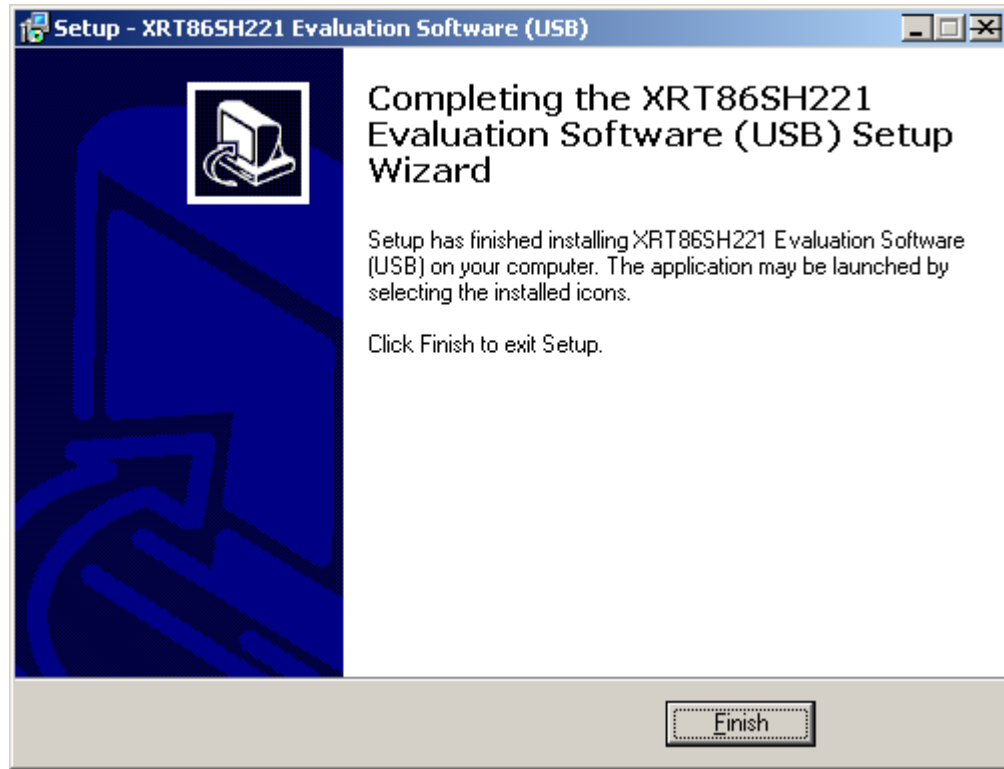 Setup - XRT86SH221 Evaluation Software (USB)
Completing the XRT86SH221
Evaluation Software (USB) Setup
Wizard
Setup has finished installing XRT86SH221 Evaluation Software
(USB) on your computer. The application may be launched by
selecting the installed icons.
Click Finish to exit Setup.
Finish